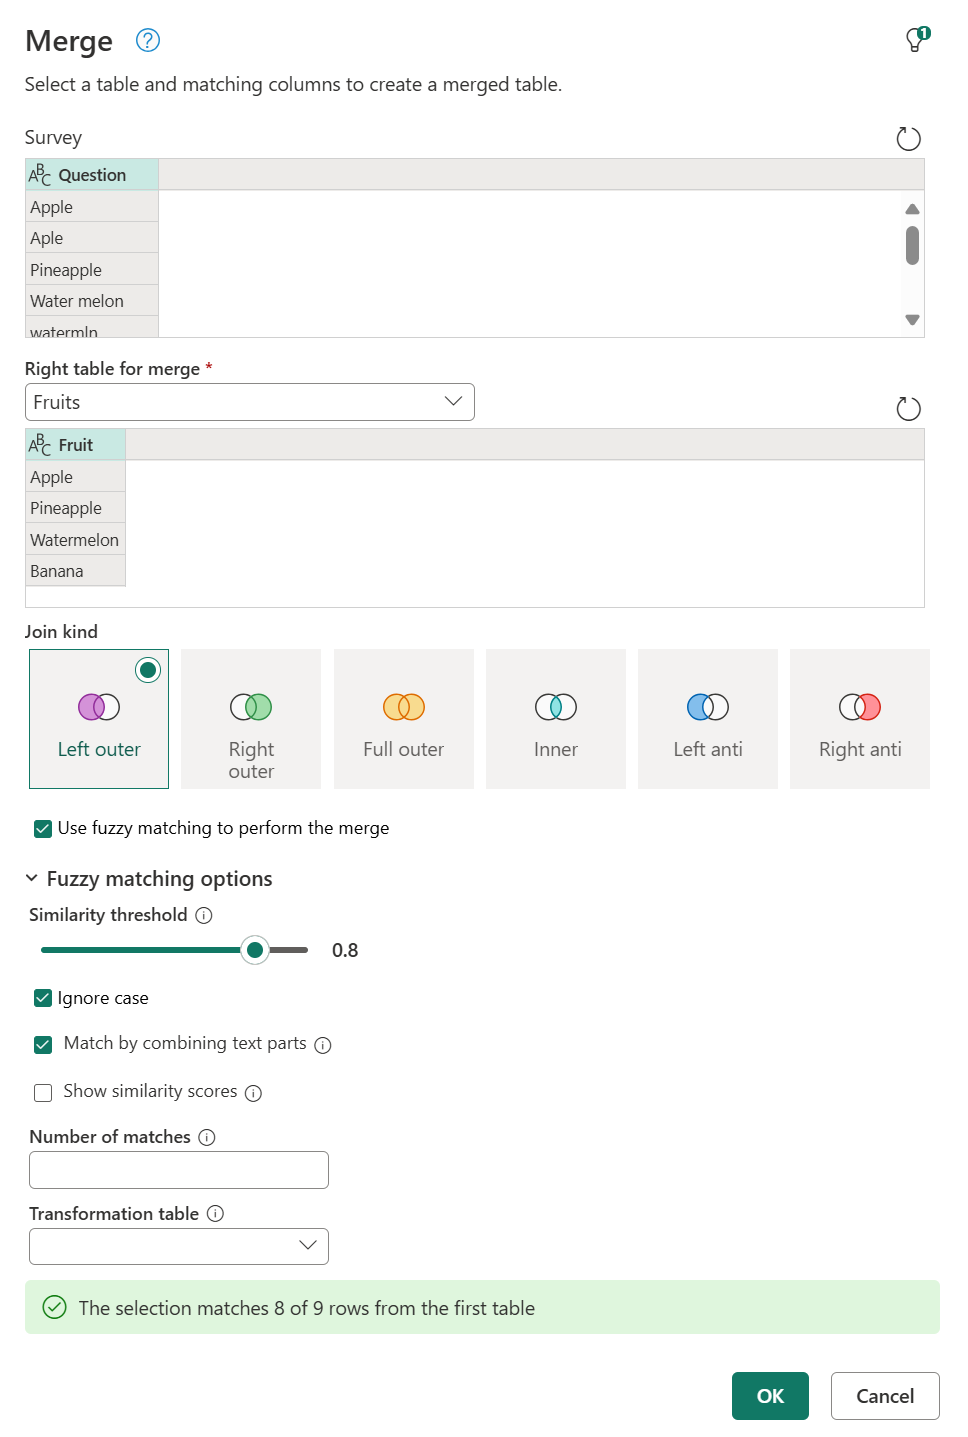 Merge
1
Select a table and matching columns to create a merged table.
Survey
ABC Question
Apple
Aple
Pineapple
Water melon
watermln
Right table for merge *
Fruits
ABC Fruit
Apple
Pineapple
Watermelon
Banana
Join kind
Left outer
Right outer
Full outer
Inner
Left anti
Right anti
Use fuzzy matching to perform the merge
Fuzzy matching options
Similarity threshold
0.8
Ignore case
Match by combining text parts
Show similarity scores
Number of matches
Transformation table
The selection matches 8 of 9 rows from the first table
OK
Cancel